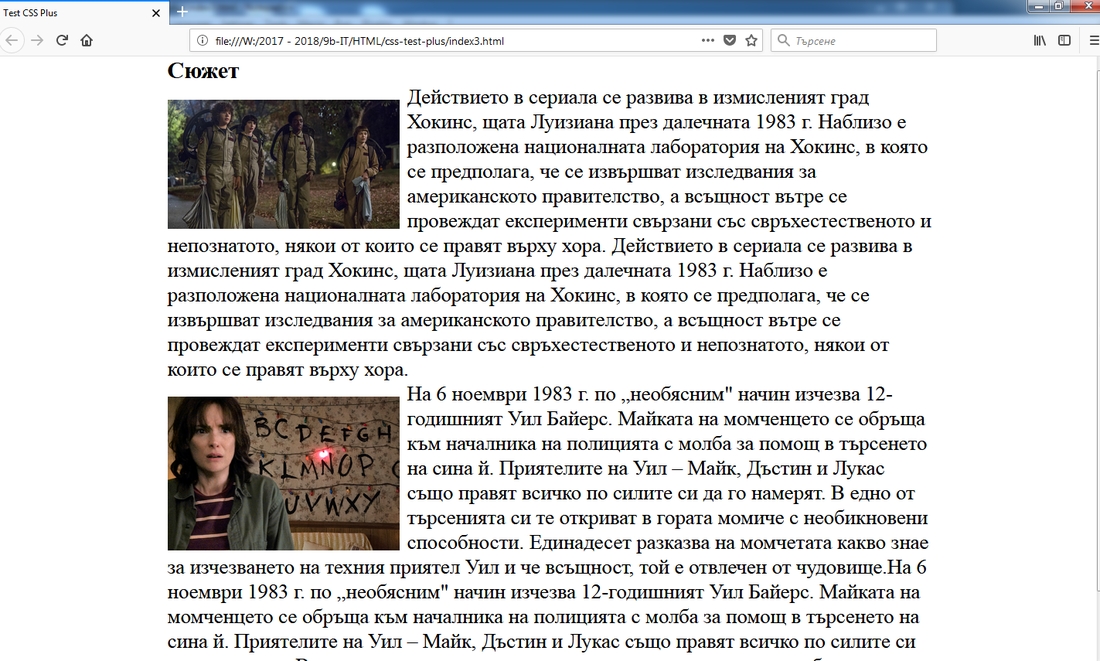 Test CSS Plus
file:///W:/2017 - 2018/9b-IT/HTML/css-test-plus/index3.html
Търсене
Сюжет
Действието в сериала се развива в измисленият град
Хокинс, щата Луизиана през далечната 1983 г. Наблизо е
разположена националната лаборатория на Хокинс, в която
се предполага, че се извършват изследвания за
американското правителство, а всъщност вътре се
провеждат експерименти свързани със свръхестественото и
непознатото, някои от които се правят върху хора. Действието в сериала се развива в
измисленият град Хокинс, щата Луизиана през далечната 1983 г. Наблизо е
разположена националната лаборатория на Хокинс, в която се предполага, че се
извършват изследвания за американското правителство, а всъщност вътре се
провеждат експерименти свързани със свръхестественото и непознатото, някои от
които се правят върху хора.
На 6 ноември 1983 г. по „необясним" начин изчезва 12-
годишният Уил Байерс. Майката на момченцето се обръща
към началника на полицията с молба за помощ в търсенето
на сина й. Приятелите на Уил – Майк, Дъстин и Лукас
също правят всичко по силите си да го намерят. В едно от
търсенията си те откриват в гората момиче с необикновени
способности. Единадесет разказва на момчетата какво знае
за изчезването на техния приятел Уил и че всъщност, той е отвлечен от чудовище.На 6
ноември 1983 г. по „необясним" начин изчезва 12-годишният Уил Байерс. Майката на
момченцето се обръща към началника на полицията с молба за помощ в търсенето на
сина й. Приятелите на Уил – Майк, Дъстин и Лукас също правят всичко по силите си
A B C D E F G H
K L M N O P
U V W X Y